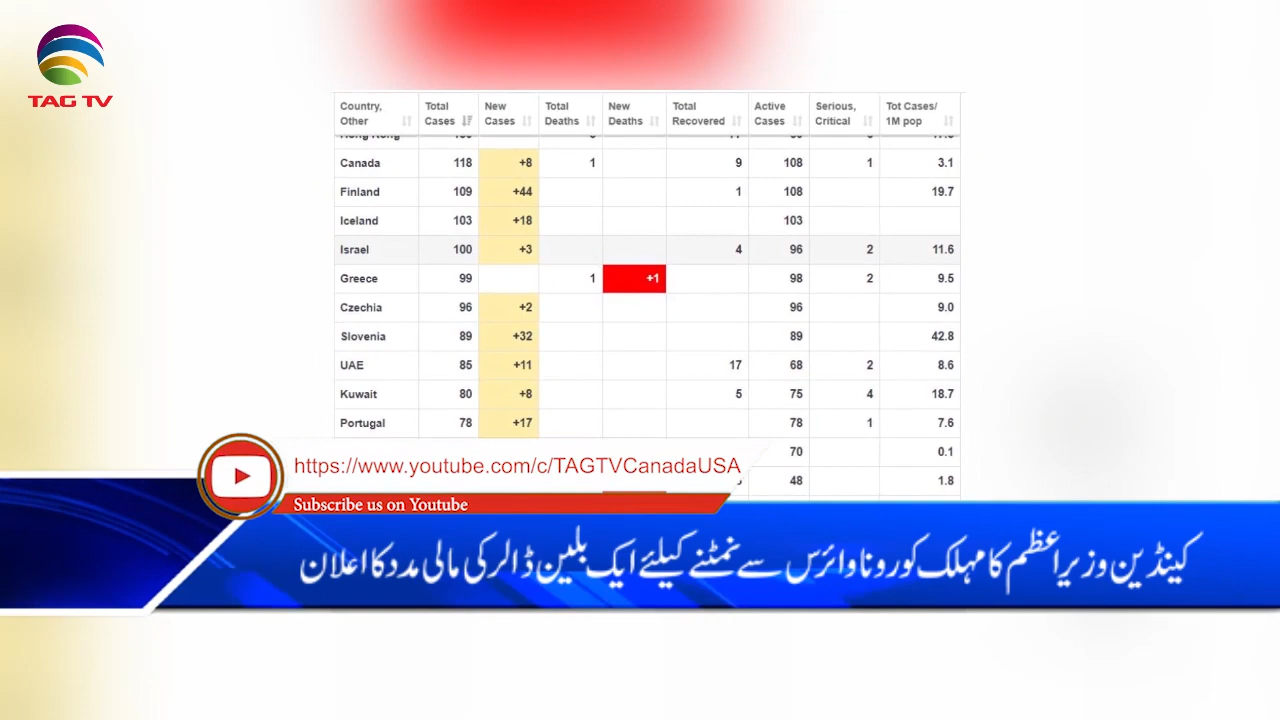 TAG TV
Country, Other Total Cases New Cases Total Deaths New Deaths Total Recovered Active Cases Serious, Critical Tot Cases/ 1M pop
Canada 118 +8 1 9 108 1 3.1
Finland 109 +44 1 108 19.7
Iceland 103 +18 103
Israel 100 +3 4 96 2 11.6
Greece 99 1 +1 98 2 9.5
Czechia 96 +2 96 9.0
Slovenia 89 +32 89 42.8
UAE 85 +11 17 68 2 8.6
Kuwait 80 +8 5 75 4 18.7
Portugal 78 +17 78 1 7.6
70 0.1
48 1.8
https://www.youtube.com/c/TAGTVCanadaUSA
Subscribe us on Youtube
کینڈین وزیراعظم کا مہلک کورونا وائرس سے نمٹنے کیلئے ایک بلین ڈالر کی مالی مدد کا اعلان